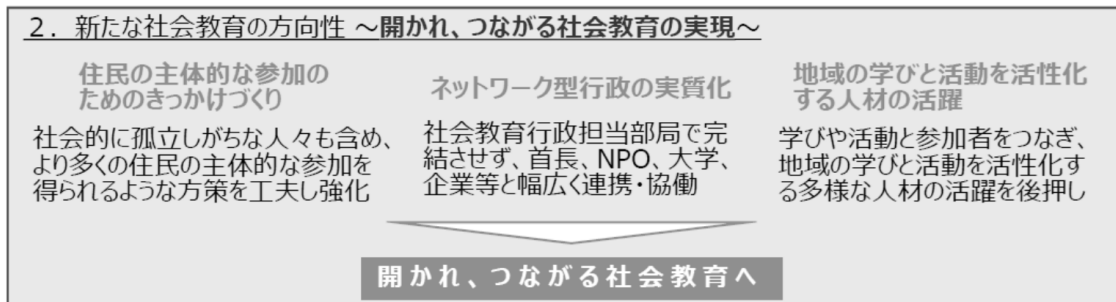 ２．新たな社会教育の方向性 ～開かれ、つながる社会教育の実現～
住民の主体的な参加の
ためのきっかけづくり
社会的に孤立しがちな人々も含め、
より多くの住民の主体的な参加を
得られるような方策を工夫し強化
ネットワーク型行政の実質化
社会教育行政担当部局で完
結させず、首長、NPO、大学、
企業等と幅広く連携・協働
地域の学びと活動を活性化
する人材の活躍
学びや活動と参加者をつなぎ、
地域の学びと活動を活性化す
る多様な人材の活躍を後押し
開かれ、つながる社会教育へ